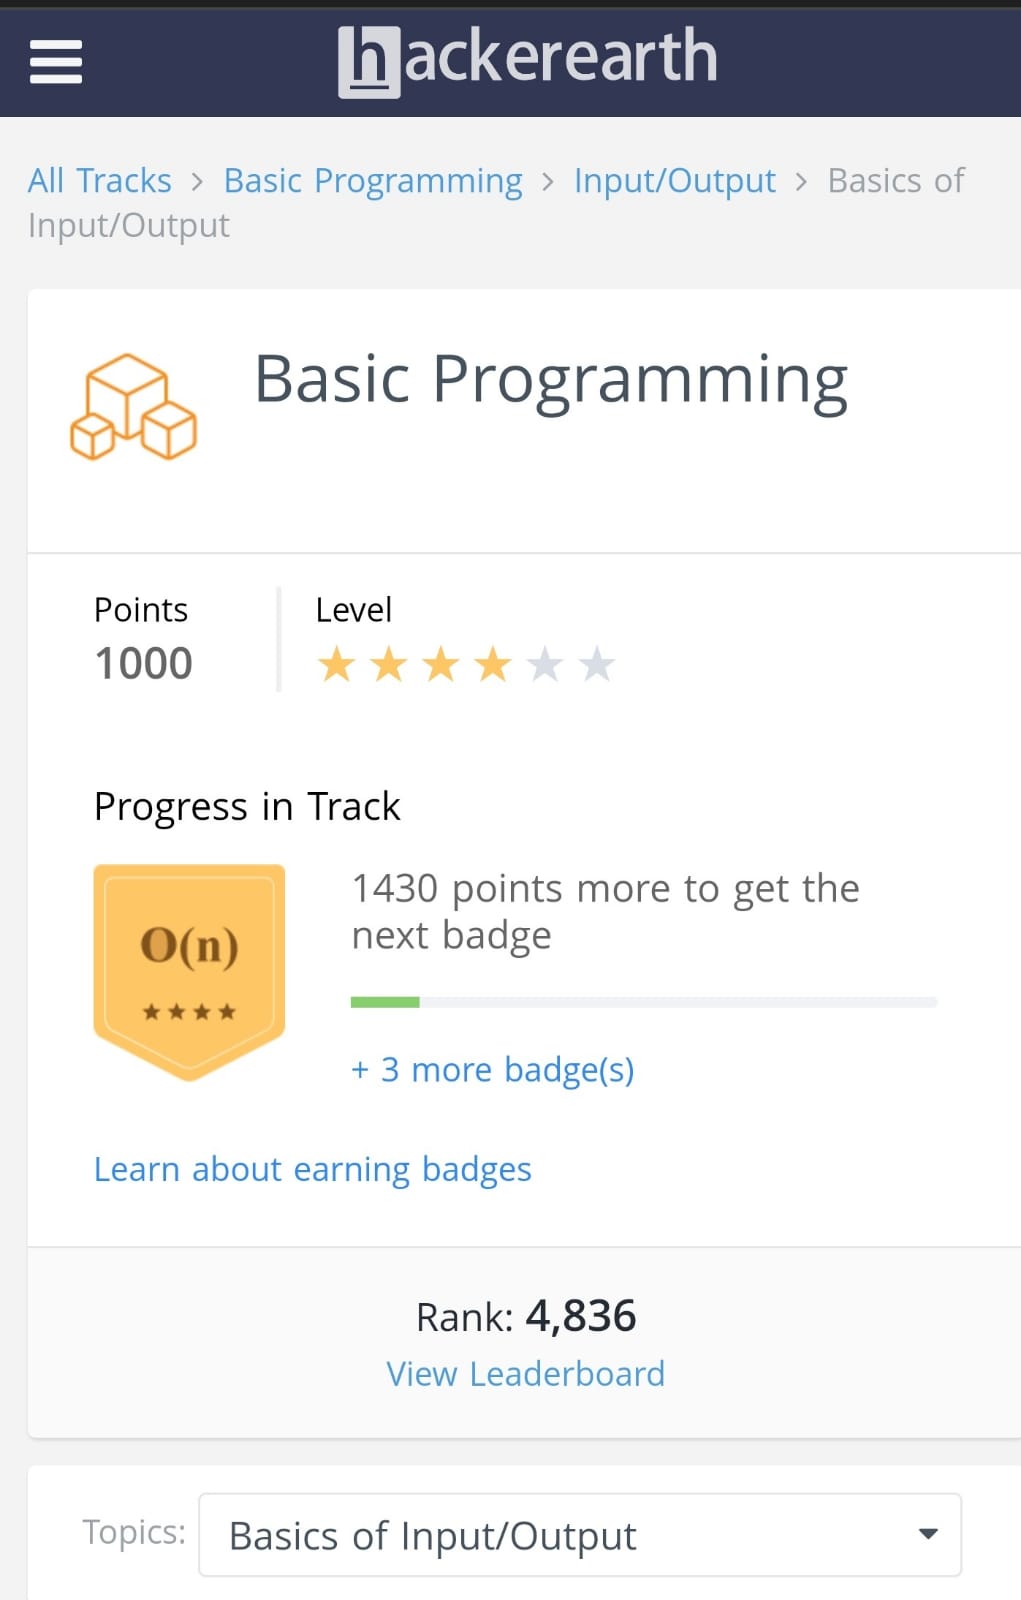 hackerearth
All Tracks > Basic Programming > Input/Output > Basics of
Input/Output
Basic Programming
Points
1000
Level
Progress in Track
O(n)
1430 points more to get the
next badge
+ 3 more badge(s)
Learn about earning badges
Rank: 4,836
View Leaderboard
Topics: Basics of Input/Output